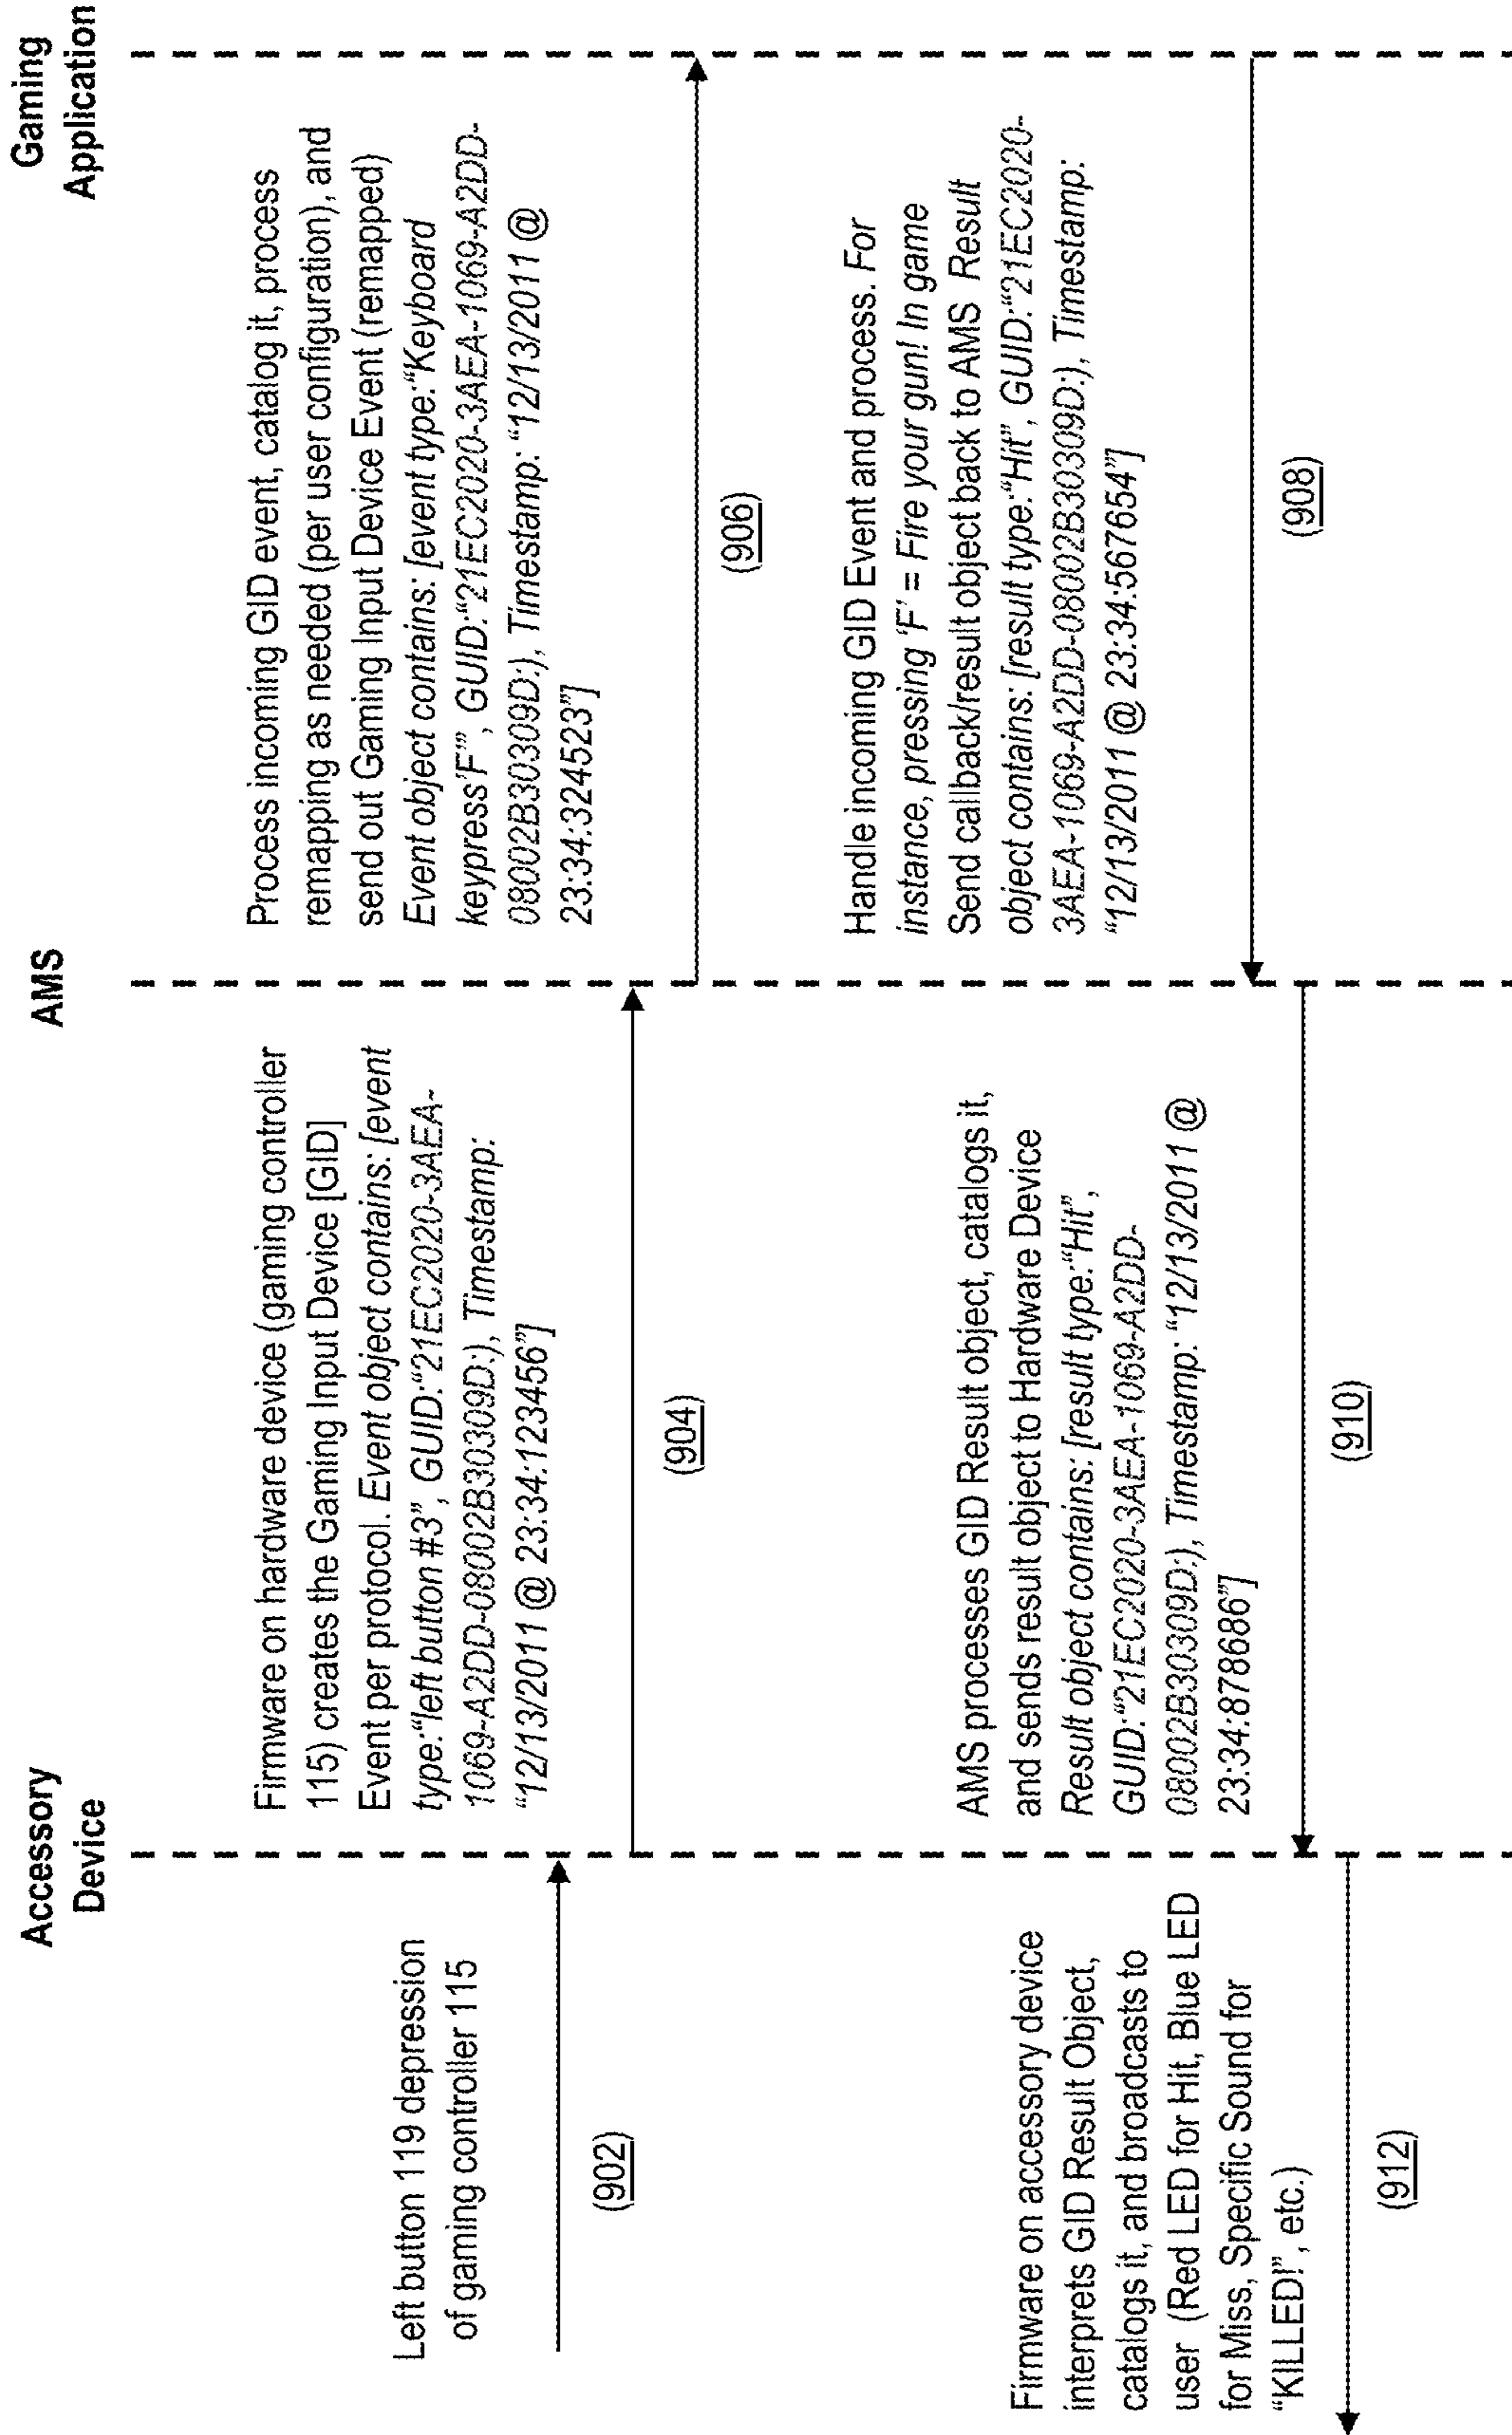 Accessory
Device
AMS
Gaming
Application
Left button 119 depression
of gaming controller 115
(902)
Firmware on hardware device (gaming controller
115) creates the Gaming Input Device [GID]
Event per protocol. Event object contains: [event
type:“left button #3”, GUID:“21EC2020-3AEA-
1069-A2DD-08002B30309D:), Timestamp:
“12/13/2011 @ 23:34:123456”]
(904)
Process incoming GID event, catalog it, process
remapping as needed (per user configuration), and
send out Gaming Input Device Event (remapped)
Event object contains: [event type:“Keyboard
keypress‘F’”, GUID:“21EC2020-3AEA-1069-A2DD-
08002B30309D:), Timestamp: “12/13/2011 @
23:34:324523”]
(906)
Handle incoming GID Event and process. For
instance, pressing ‘F’ = Fire your gun! In game
Send callback/result object back to AMS Result
object contains: [result type:“Hit”, GUID:“21EC2020-
3AEA-1069-A2DD-08002B30309D:), Timestamp:
“12/13/2011 @ 23:34:567654”]
(908)
AMS processes GID Result object, catalogs it,
and sends result object to Hardware Device
Result object contains: [result type:“Hit”,
GUID:“21EC2020-3AEA-1069-A2DD-
08002B30309D:), Timestamp: “12/13/2011 @
23:34:878686”]
(910)
Firmware on accessory device
interprets GID Result Object,
catalogs it, and broadcasts to
user (Red LED for Hit, Blue LED
for Miss, Specific Sound for
“KILLED!”, etc.)
(912)